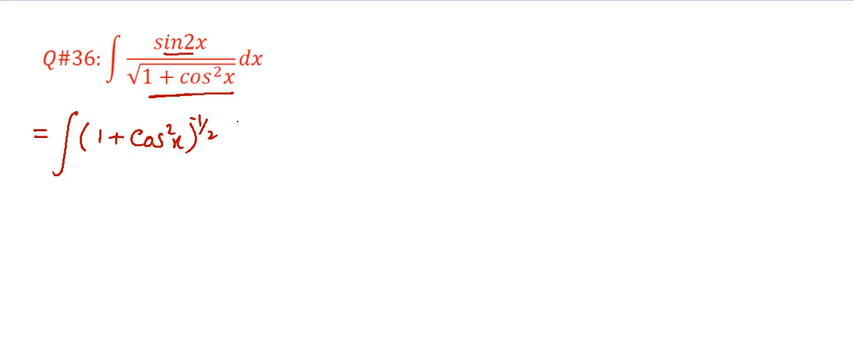 Q#36: ∫ sin2x / √(1 + cos²x) dx
= ∫ (1 + cos²x)^(-1/2)